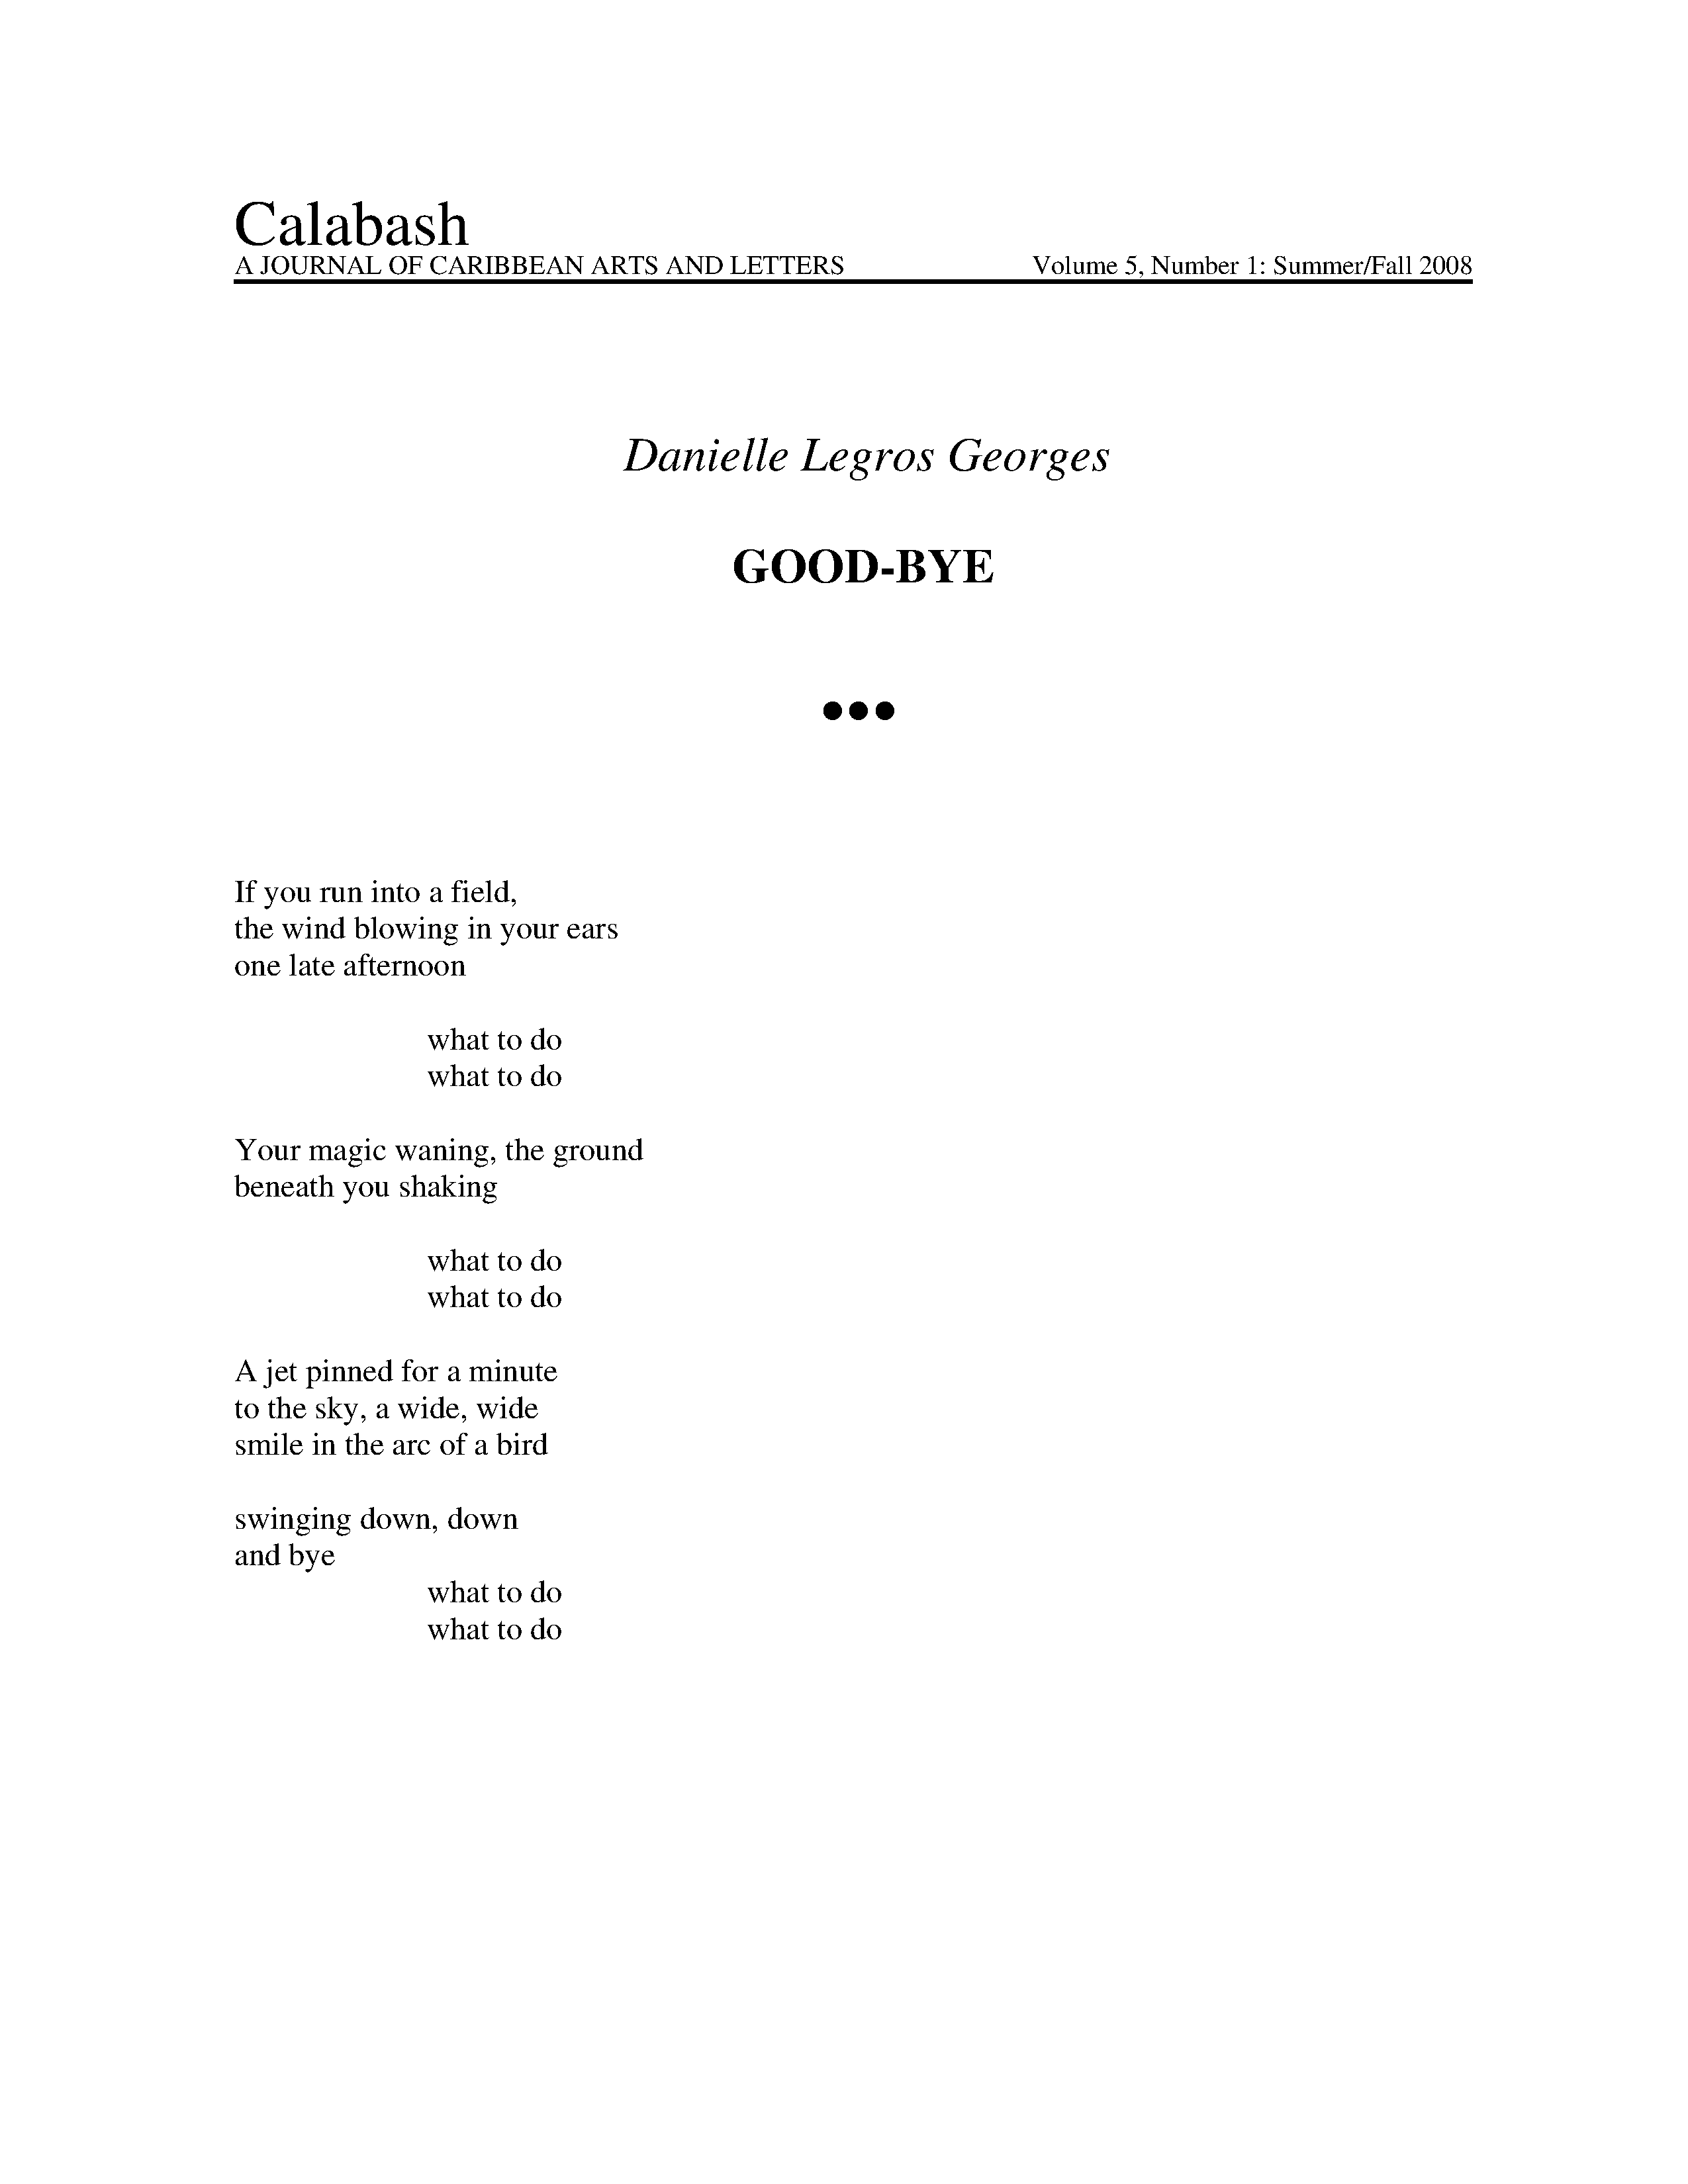 Calabash
A JOURNAL OF CARIBBEAN ARTS AND LETTERS Volume 5, Number 1: Summer/Fall 2008
Danielle Legros Georges
GOOD-BYE
●●●
If you run into a field,
the wind blowing in your ears
one late afternoon
what to do
what to do
Your magic waning, the ground
beneath you shaking
what to do
what to do
A jet pinned for a minute
to the sky, a wide, wide
smile in the arc of a bird
swinging down, down
and bye
what to do
what to do